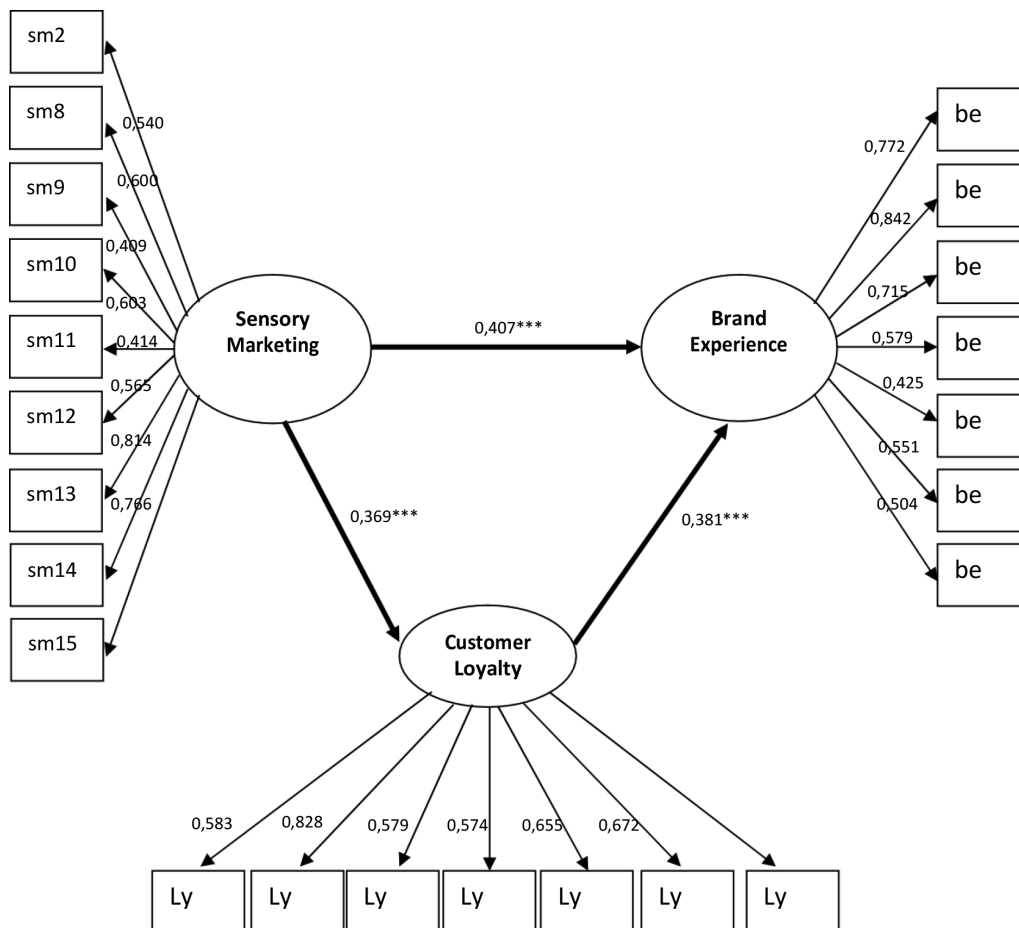 sm2
sm8
sm9
sm10
sm11
sm12
sm13
sm14
sm15
0,540
0,600
0,409
0,603
0,414
0,565
0,814
0,766
Sensory
Marketing
0,407***
0,369***
0,381***
Brand
Experience
0,772
0,842
0,715
0,579
0,425
0,551
0,504
be
be
be
be
be
be
be
Customer
Loyalty
0,583
0,828
0,579
0,574
0,655
0,672
Ly
Ly
Ly
Ly
Ly
Ly
Ly